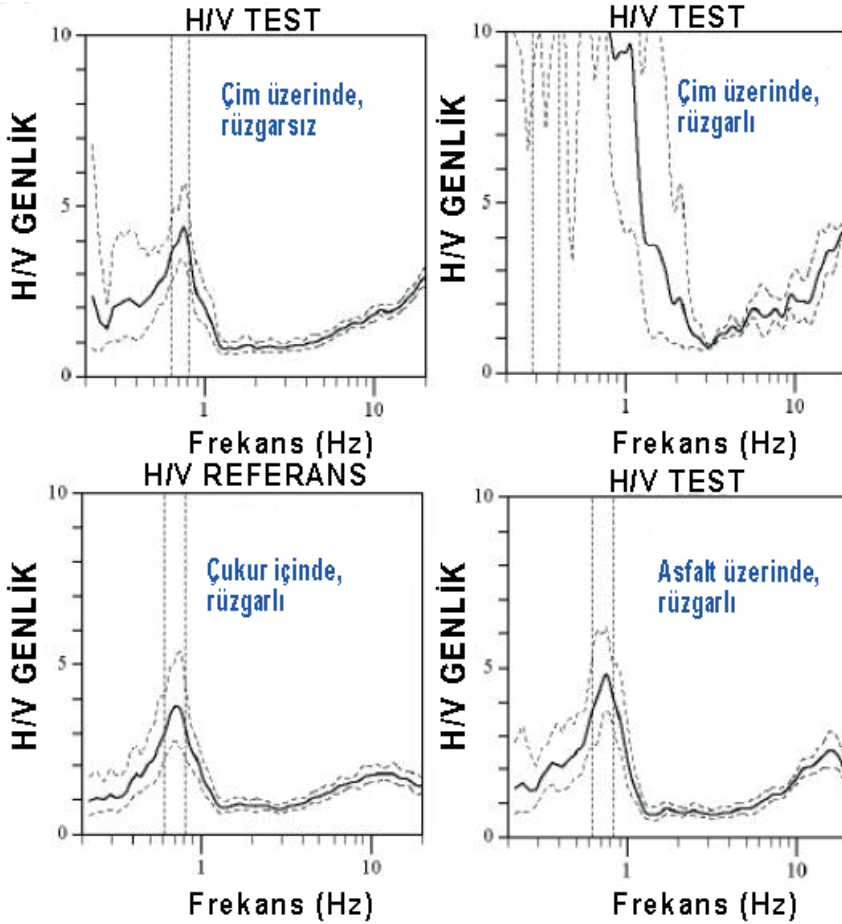 H/V TEST
10
5
0
H/V GENLİK
Çim üzerinde,
rüzgarsız
1
10
Frekans (Hz)
H/V TEST
10
5
0
H/V GENLİK
Çim üzerinde,
rüzgarlı
1
10
Frekans (Hz)
H/V REFERANS
10
5
0
H/V GENLİK
Çukur içinde,
rüzgarlı
1
10
Frekans (Hz)
H/V TEST
10
5
0
H/V GENLİK
Asfalt üzerinde,
rüzgarlı
1
10
Frekans (Hz)